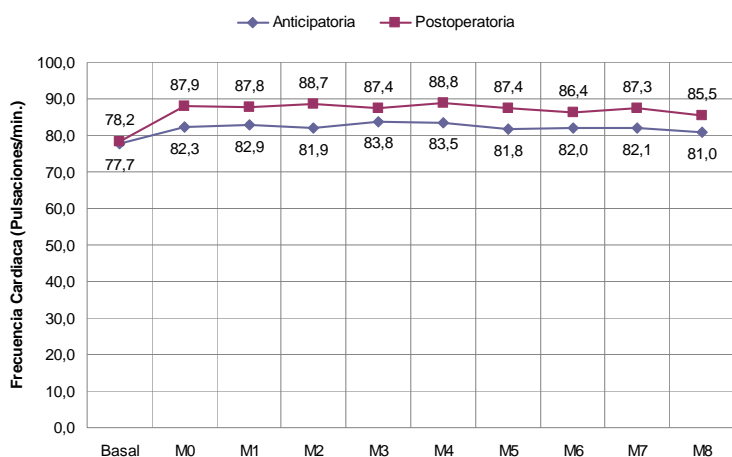 Anticipatoria Postoperatoria
Frecuencia Cardiaca (Pulsaciones/min.)
100,0
90,0
80,0
70,0
60,0
50,0
40,0
30,0
20,0
10,0
0,0
78,2 87,9 87,8 88,7 87,4 88,8 87,4 86,4 87,3 85,5
77,7 82,3 82,9 81,9 83,8 83,5 81,8 82,0 82,1 81,0
Basal M0 M1 M2 M3 M4 M5 M6 M7 M8